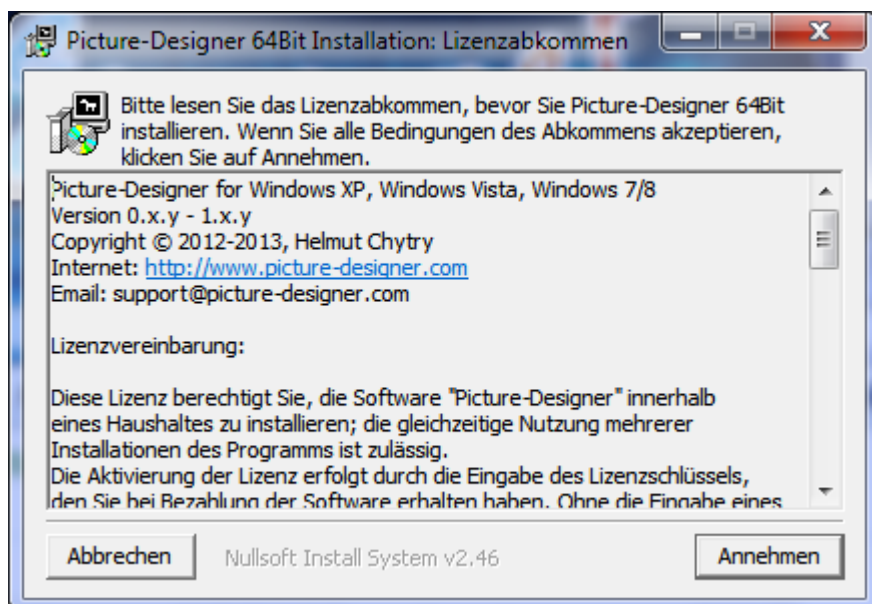 Picture-Designer 64Bit Installation: Lizenzabkommen
Bitte lesen Sie das Lizenzabkommen, bevor Sie Picture-Designer 64Bit
installieren. Wenn Sie alle Bedingungen des Abkommens akzeptieren,
klicken Sie auf Annehmen.
Picture-Designer for Windows XP, Windows Vista, Windows 7/8
Version 0.x.y - 1.x.y
Copyright © 2012-2013, Helmut Chytry
Internet: http://www.picture-designer.com
Email: support@picture-designer.com
Lizenzvereinbarung:
Diese Lizenz berechtigt Sie, die Software "Picture-Designer" innerhalb
eines Haushaltes zu installieren; die gleichzeitige Nutzung mehrerer
Installationen des Programms ist zulässig.
Die Aktivierung der Lizenz erfolgt durch die Eingabe des Lizenzschlüssels,
den Sie bei Bezahlung der Software erhalten haben. Ohne die Eingabe eines
Abbrechen
Nullsoft Install System v2.46
Annehmen